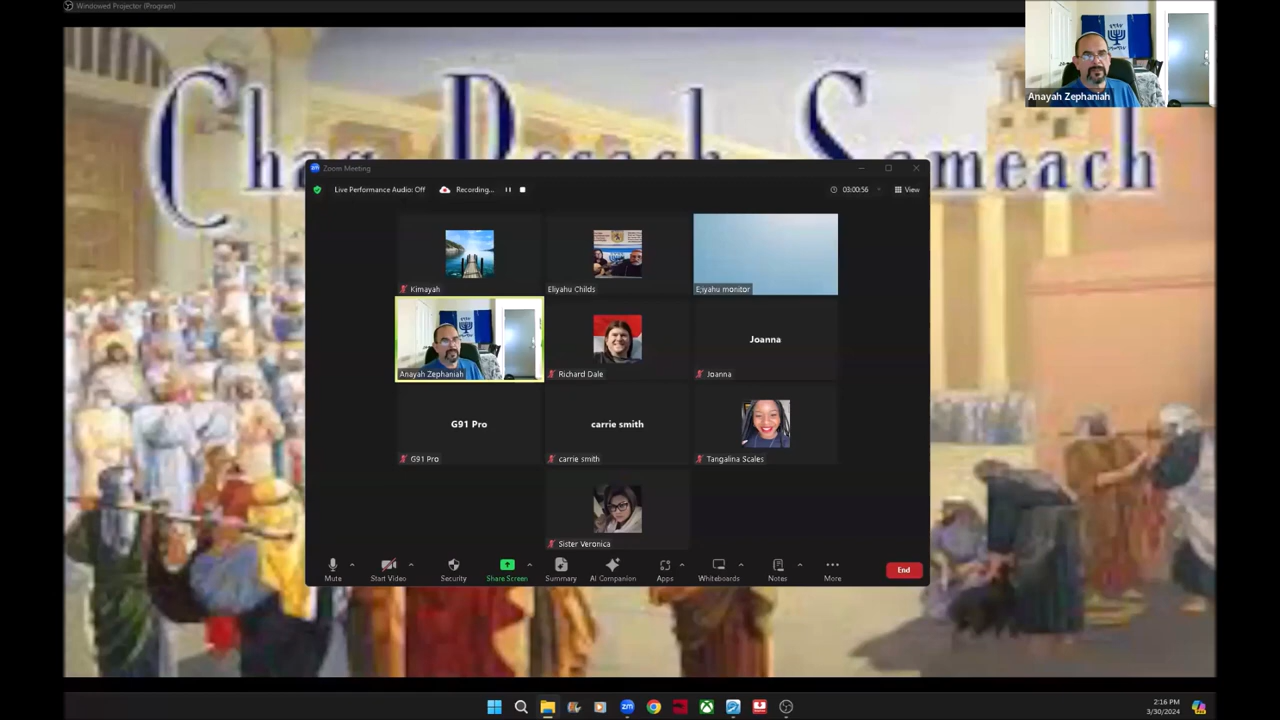 Windowed Projector (Program)
Anayah Zephaniah
Chag Pesach Sameach
Zoom Meeting
Live Performance Audio: Off
Recording...
03:00:56
View
Kimayah
Eliyahu Childs
Eliyahu monitor
Anayah Zephaniah
Richard Dale
Joanna
Joanna
G91 Pro
carrie smith
G91 Pro
carrie smith
Tangalina Scales
Sister Veronica
Mute
Start Video
Security
Share Screen
Summary
AI Companion
Apps
Whiteboards
Notes
More
End
2:16 PM
3/30/2024